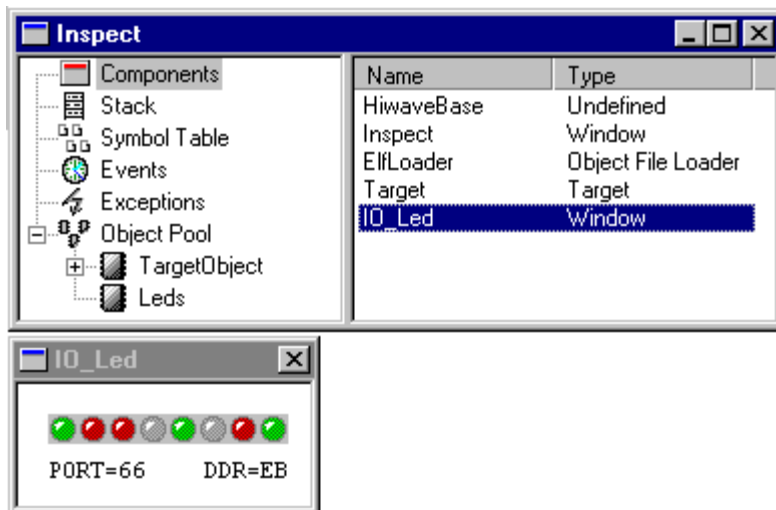 Inspect
Components
Stack
Symbol Table
Events
Exceptions
Object Pool
TargetObject
Leds
Name Type
HiwaveBase Undefined
Inspect Window
ElfLoader Object File Loader
Target Target
IO_Led Window
IO_Led
PORT=66 DDR=EB